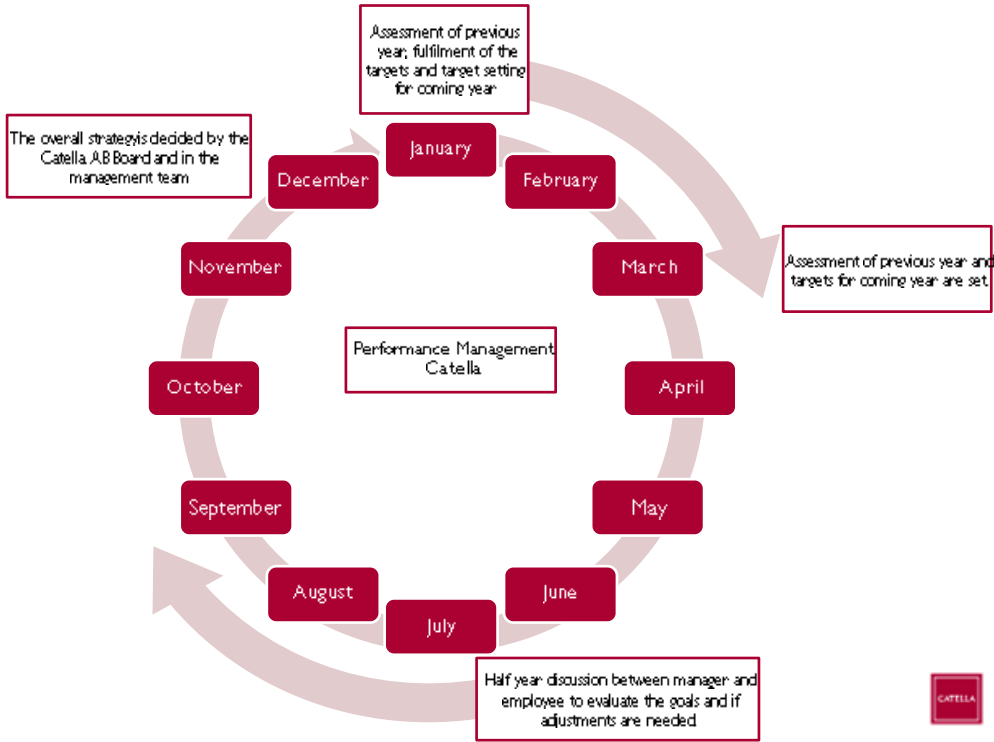 Assessment of previous
year, fulfilment of the
targets and target setting
for coming year
The overall strategyis decided by the
Catella AB Board and in the
management team
January
February
March
April
May
June
July
August
September
October
November
December
Assessment of previous year and
targets for coming year are set.
Performance Management
Catella
Half year discussion between manager and
employee to evaluate the goals and if
adjustments are needed
CATELLA